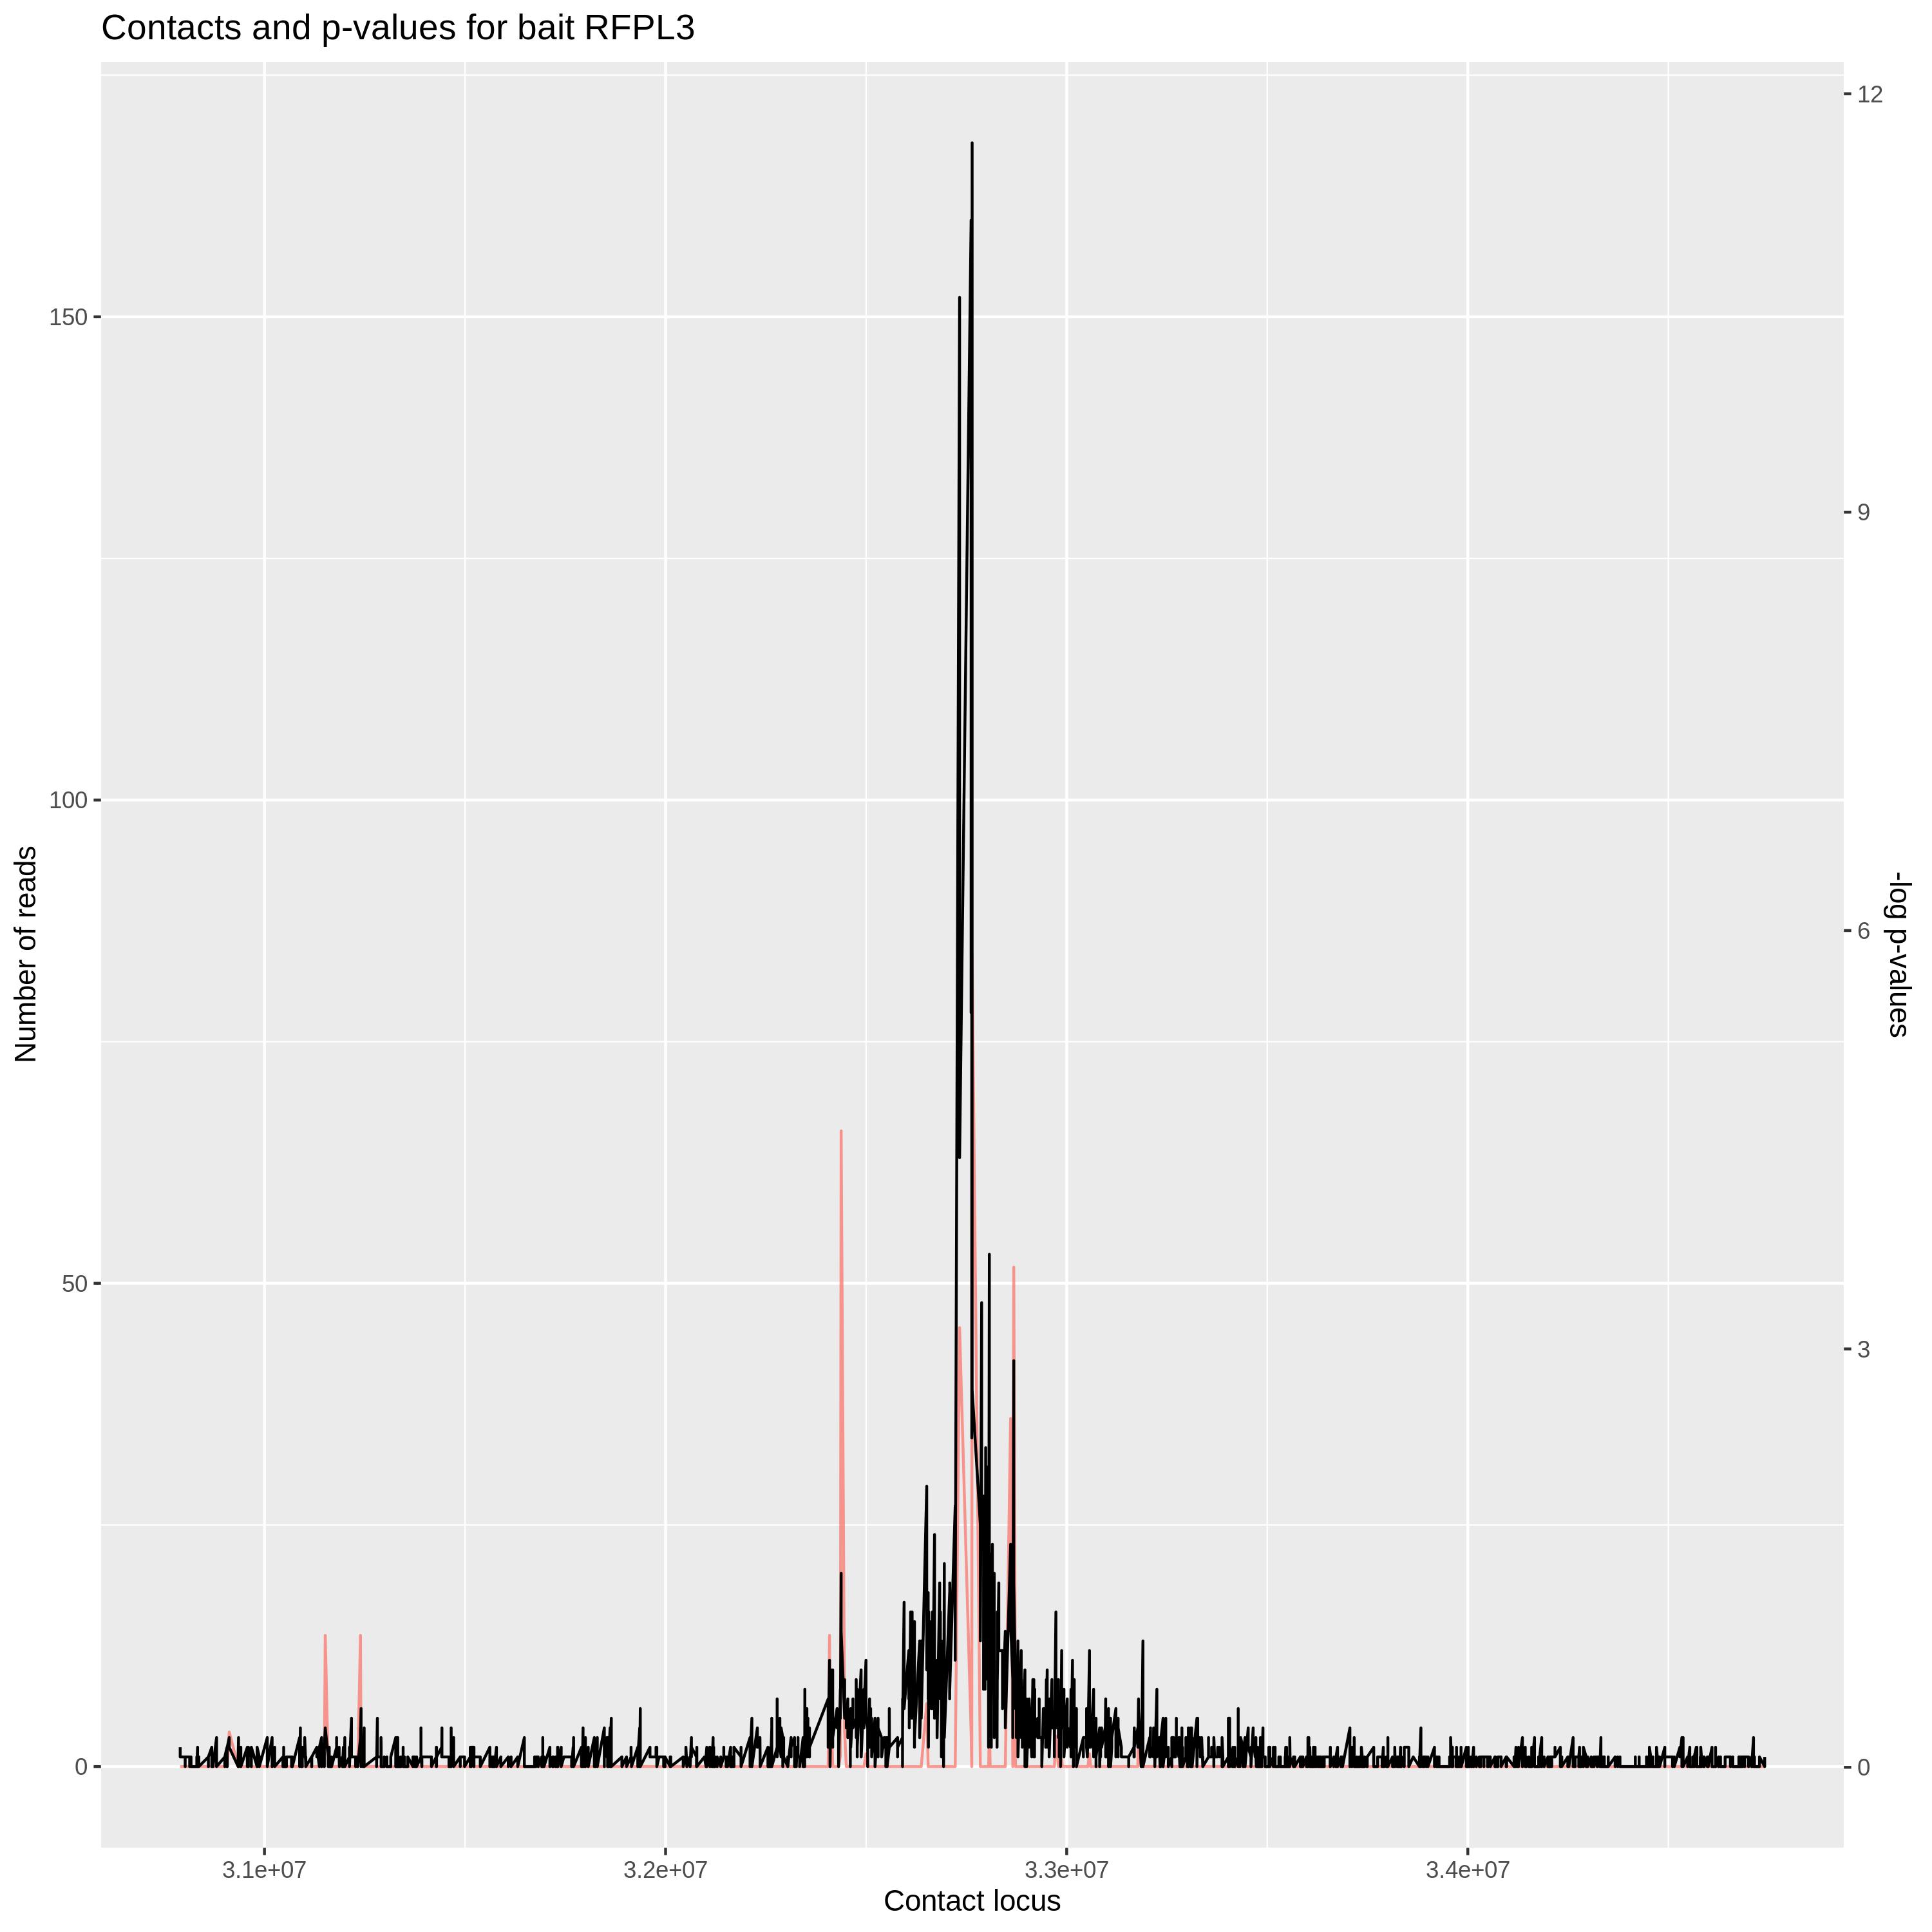 Contacts and p-values for bait RFPL3
12
150
9
100
6
Number of reads
-log p-values
50
3
0
0
3.1e+07
3.2e+07
3.3e+07
3.4e+07
Contact locus